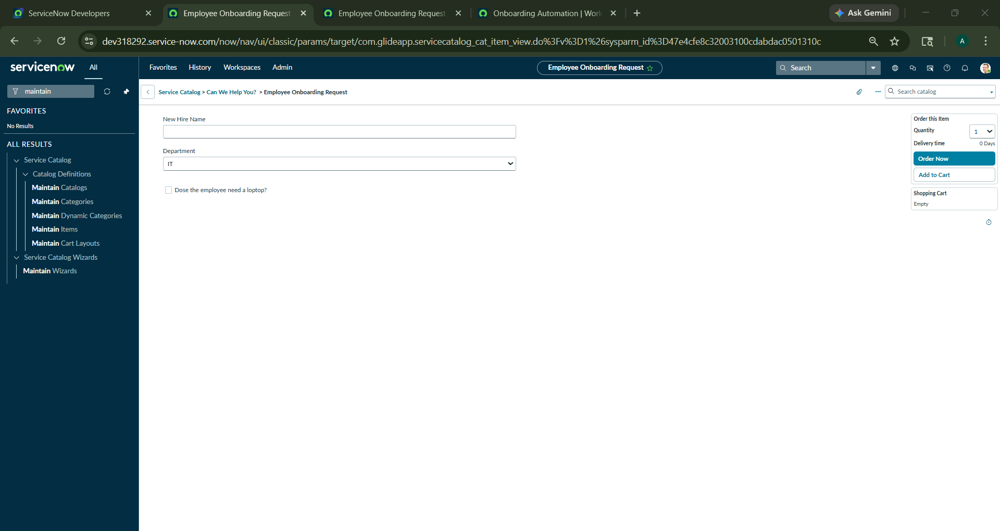 ServiceNow Developers
Employee Onboarding Request
Employee Onboarding Request
Onboarding Automation | Work
Ask Gemini
dev318292.service-now.com/now/nav/ui/classic/params/target/com.glideapp.servicecatalog_cat_item_view.do%3Fv%3D1%26sysparm_id%3D47e4cfe8c32003100cdabdac0501310c
A
servicenow
All
Favorites
History
Workspaces
Admin
Employee Onboarding Request
Search
maintain
FAVORITES
No Results
ALL RESULTS
Service Catalog
Catalog Definitions
Maintain Catalogs
Maintain Categories
Maintain Dynamic Categories
Maintain Items
Maintain Cart Layouts
Service Catalog Wizards
Maintain Wizards
Service Catalog > Can We Help You? > Employee Onboarding Request
Search catalog
New Hire Name
Department
IT
Dose the employee need a loptop?
Order this Item
Quantity
1
Delivery time
0 Days
Order Now
Add to Cart
Shopping Cart
Empty